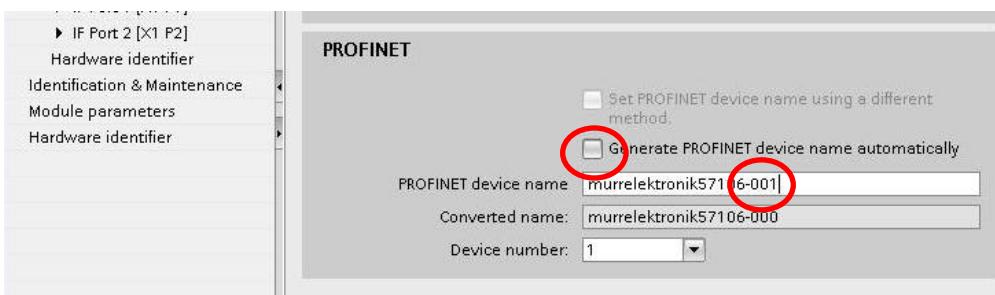 IF Port 2 [X1 P2]
Hardware identifier
Identification & Maintenance
Module parameters
Hardware identifier
PROFINET
Set PROFINET device name using a different
method.
Generate PROFINET device name automatically
PROFINET device name murrelektronik57106-001
Converted name: murrelektronik57106-000
Device number: 1